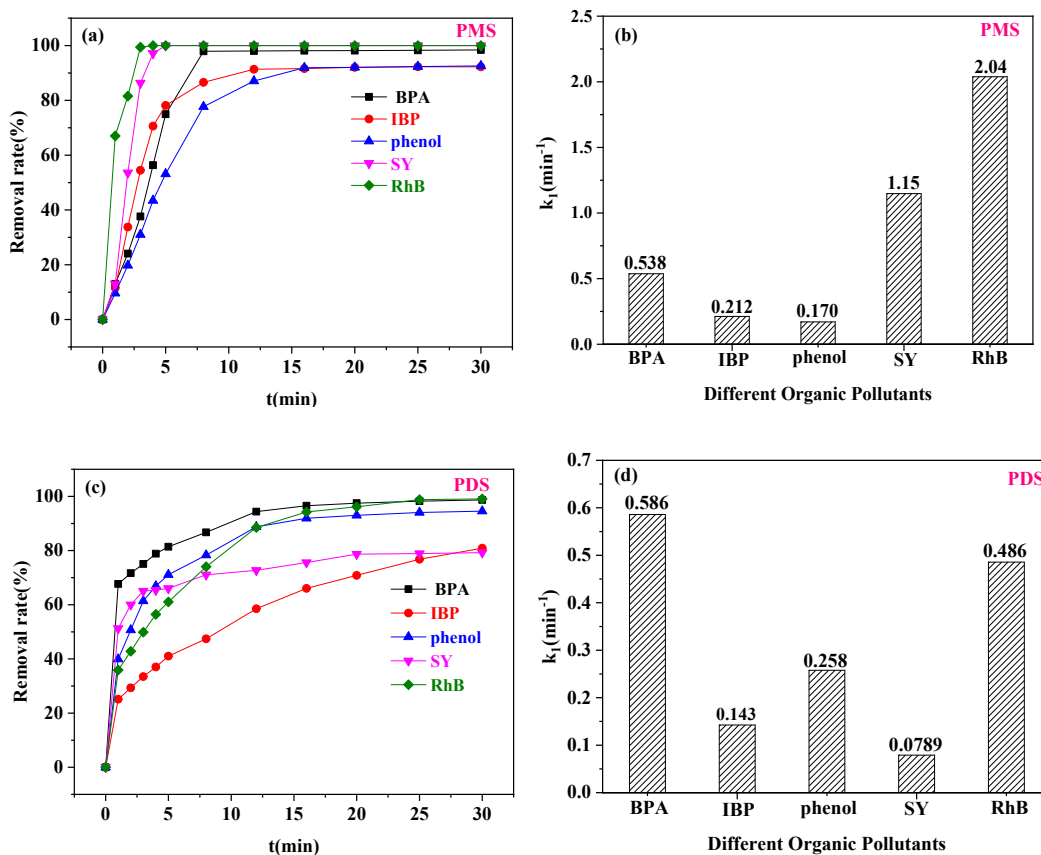 (a)
PMS
100
80
60
40
20
0
Removal rate(%)
BPA
IBP
phenol
SY
RhB
0 5 10 15 20 25 30
t(min)
(b)
PMS
2.5
2.0
1.5
1.0
0.5
0.0
k₁(min⁻¹)
0.538
0.212
0.170
1.15
2.04
BPA IBP phenol SY RhB
Different Organic Pollutants
(c)
PDS
100
80
60
40
20
0
Removal rate(%)
BPA
IBP
phenol
SY
RhB
0 5 10 15 20 25 30
t(min)
(d)
PDS
0.7
0.6
0.5
0.4
0.3
0.2
0.1
0.0
k₁(min⁻¹)
0.586
0.143
0.258
0.0789
0.486
BPA IBP phenol SY RhB
Different Organic Pollutants